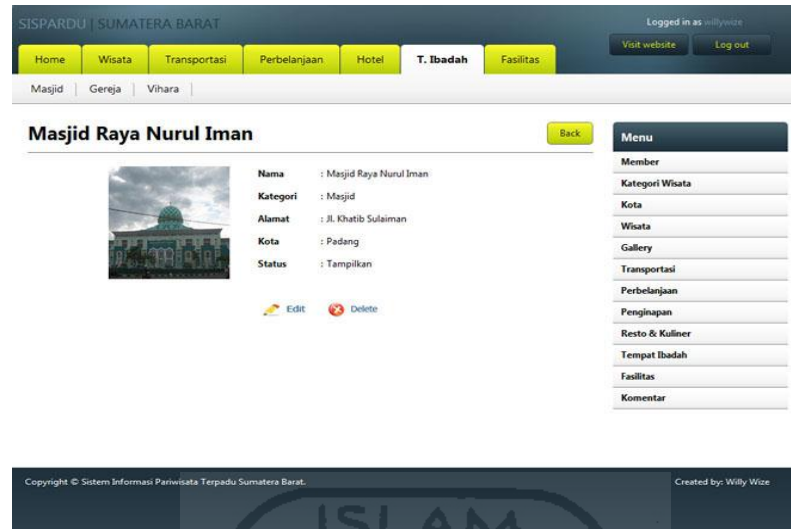 SISPARDU | SUMATERA BARAT
Logged in as willywize
Visit website Log out
Home Wisata Transportasi Perbelanjaan Hotel T. Ibadah Fasilitas
Masjid Gereja Vihara
Masjid Raya Nurul Iman
Back
Nama : Masjid Raya Nurul Iman
Kategori : Masjid
Alamat : Jl. Khatib Sulaiman
Kota : Padang
Status : Tampilkan
Edit Delete
Menu
Member
Kategori Wisata
Kota
Wisata
Gallery
Transportasi
Perbelanjaan
Penginapan
Resto & Kuliner
Tempat Ibadah
Fasilitas
Komentar
Copyright © Sistem Informasi Pariwisata Terpadu Sumatera Barat.
Created by: Willy Wize
ISLAM